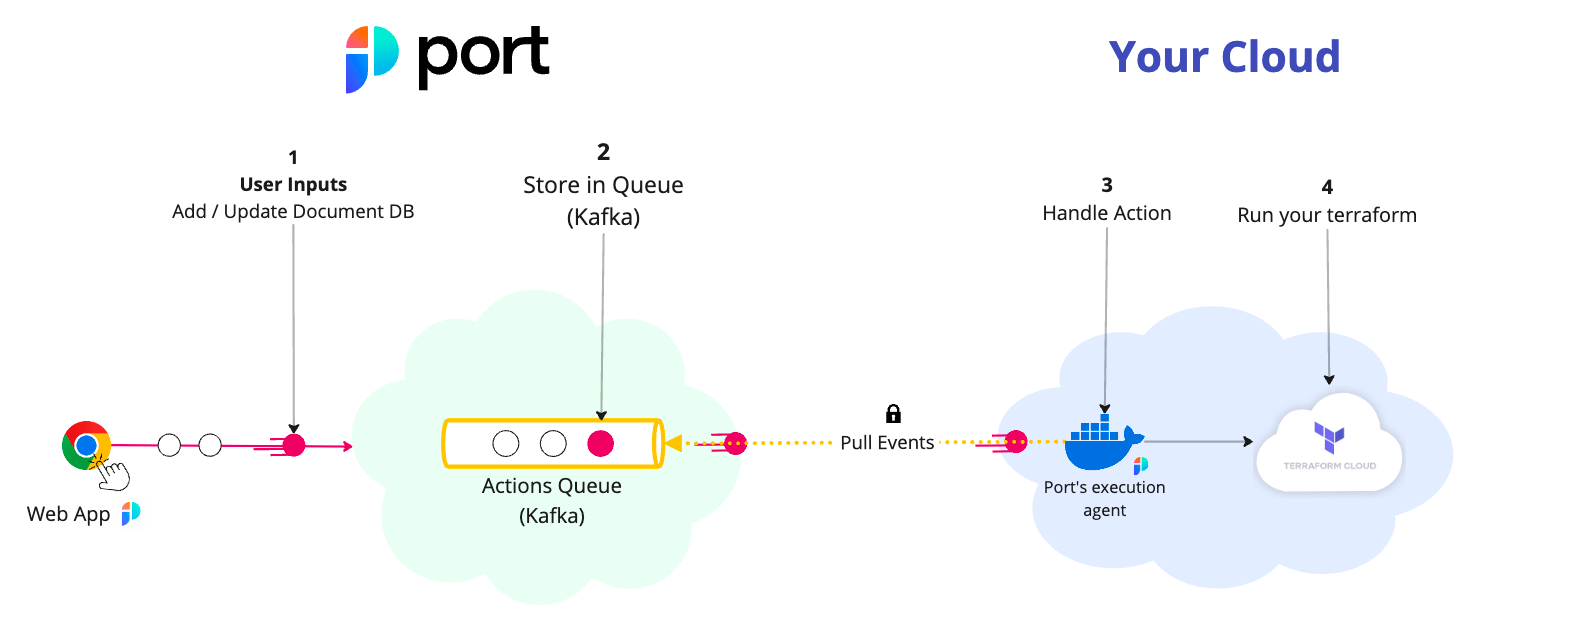 port
Your Cloud
1
User Inputs
Add / Update Document DB
2
Store in Queue
(Kafka)
3
Handle Action
4
Run your terraform
Web App
Actions Queue
(Kafka)
Pull Events
Port's execution
agent
TERRAFORM CLOUD